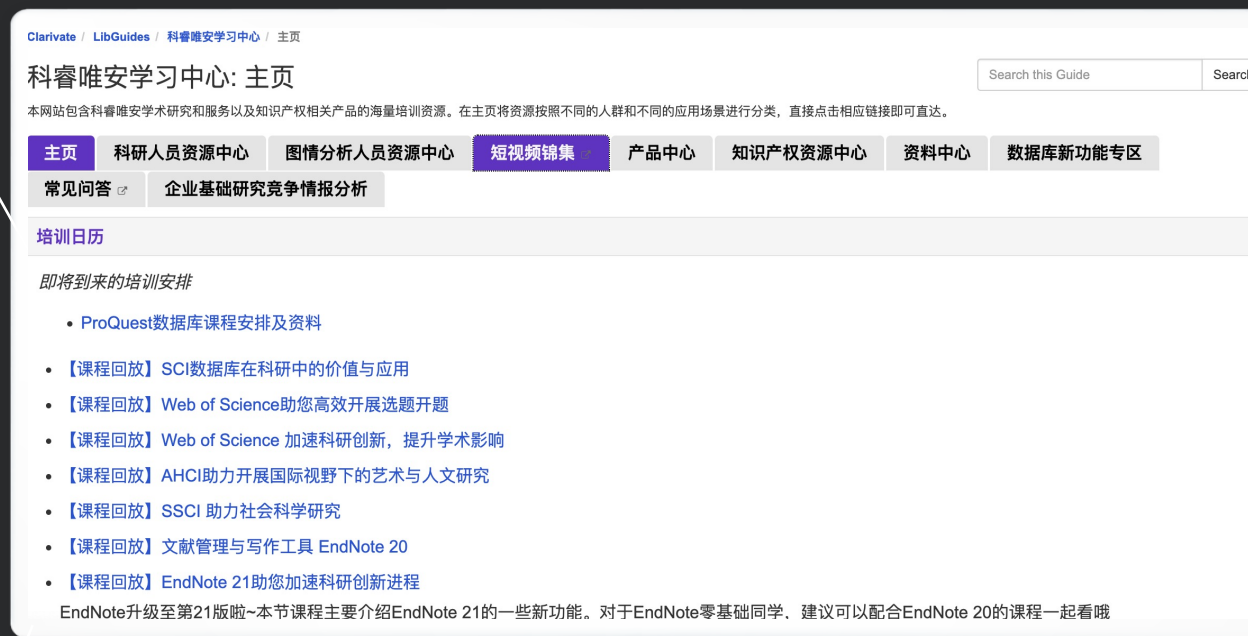 Clarivate / LibGuides / 科睿唯安学习中心 / 主页
科睿唯安学习中心: 主页
Search this Guide
Search
本网站包含科睿唯安学术研究和服务以及知识产权相关产品的海量培训资源。在主页将资源按照不同的人群和不同的应用场景进行分类，直接点击相应链接即可直达。
主页 科研人员资源中心 图情分析人员资源中心 短视频锦集 产品中心 知识产权资源中心 资料中心 数据库新功能专区
常见问答 企业基础研究竞争情报分析
培训日历
即将到来的培训安排
• ProQuest数据库课程安排及资料
• 【课程回放】SCI数据库在科研中的价值与应用
• 【课程回放】Web of Science助您高效开展选题开题
• 【课程回放】Web of Science 加速科研创新，提升学术影响
• 【课程回放】AHCI助力开展国际视野下的艺术与人文研究
• 【课程回放】SSCI 助力社会科学研究
• 【课程回放】文献管理与写作工具 EndNote 20
• 【课程回放】EndNote 21助您加速科研创新进程
EndNote升级至第21版啦~本节课程主要介绍EndNote 21的一些新功能。对于EndNote零基础同学，建议可以配合EndNote 20的课程一起看哦